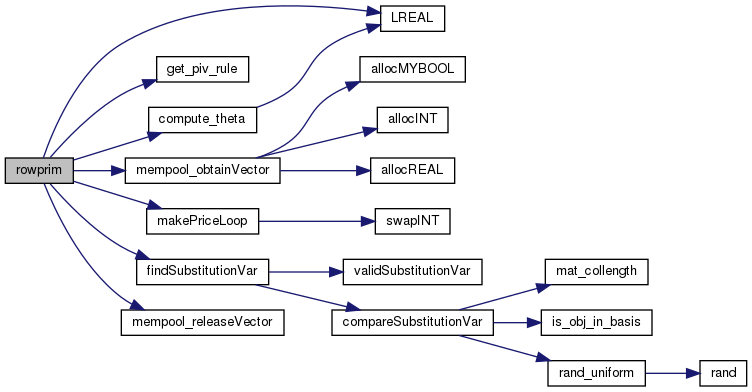 LREAL
get_piv_rule
allocMYBOOL
compute_theta
allocINT
rowprim
mempool_obtainVector
allocREAL
makePriceLoop
swapINT
findSubstitutionVar
validSubstitutionVar
mat_collength
mempool_releaseVector
compareSubstitutionVar
is_obj_in_basis
rand_uniform
rand